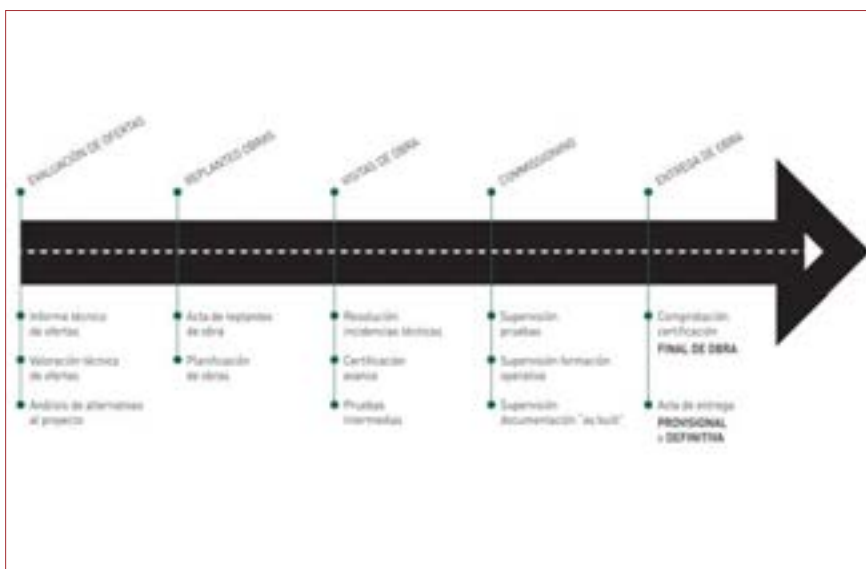 EVALUACIÓN DE OFERTAS
REPLANTEO OBRAS
VISITAS DE OBRA
COMMISSIONING
ENTREGA DE OBRA
Informe técnico
de ofertas
Valoración técnica
de ofertas
Análisis de alternativas
al proyecto
Acta de replanteo
de obra
Planificación
de obras
Resolución
incidencias técnicas
Certificación
avance
Pruebas
intermedias
Supervisión
pruebas
Supervisión formación
operativa
Supervisión
documentación "as built"
Comprobación
certificación
FINAL DE OBRA
Acta de entrega
PROVISIONAL
o DEFINITIVA